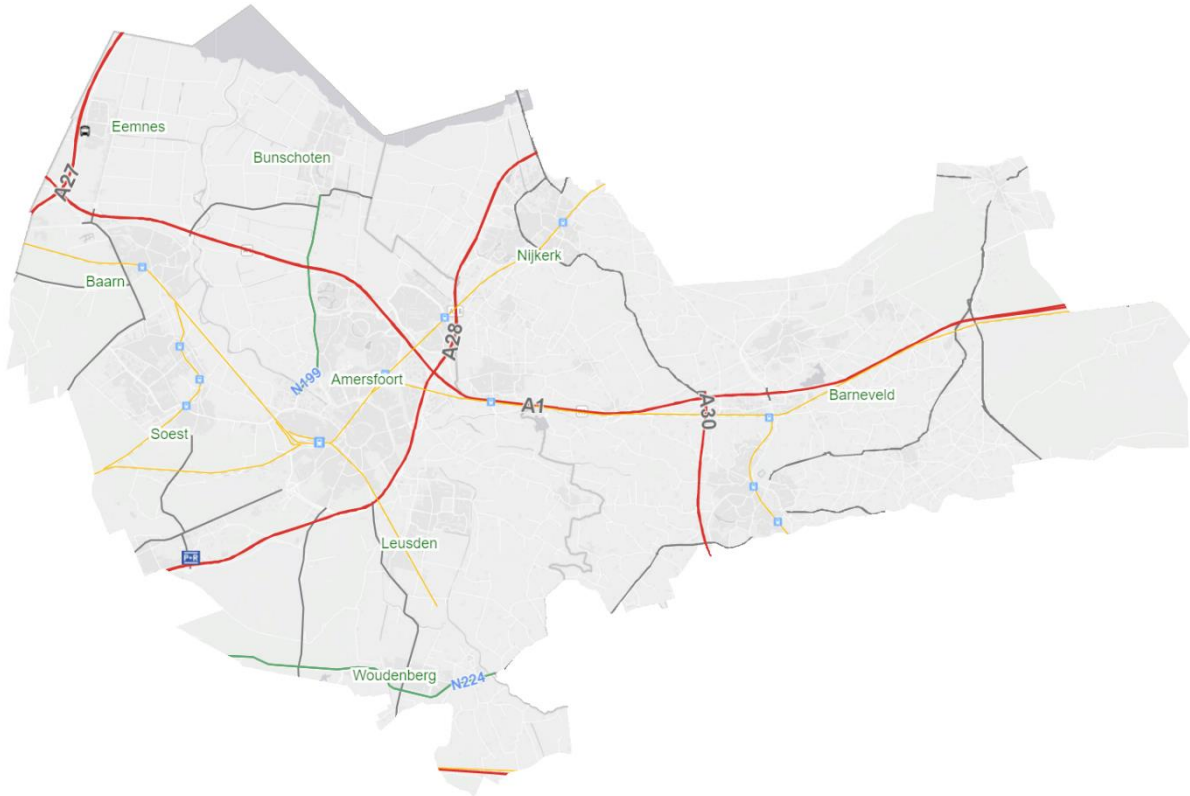 Eemnes
Bunschoten
A27
Nijkerk
Baarn
A28
N199
Amersfoort
A1
A30
Barneveld
Soest
P+R
Leusden
Woudenberg
N224